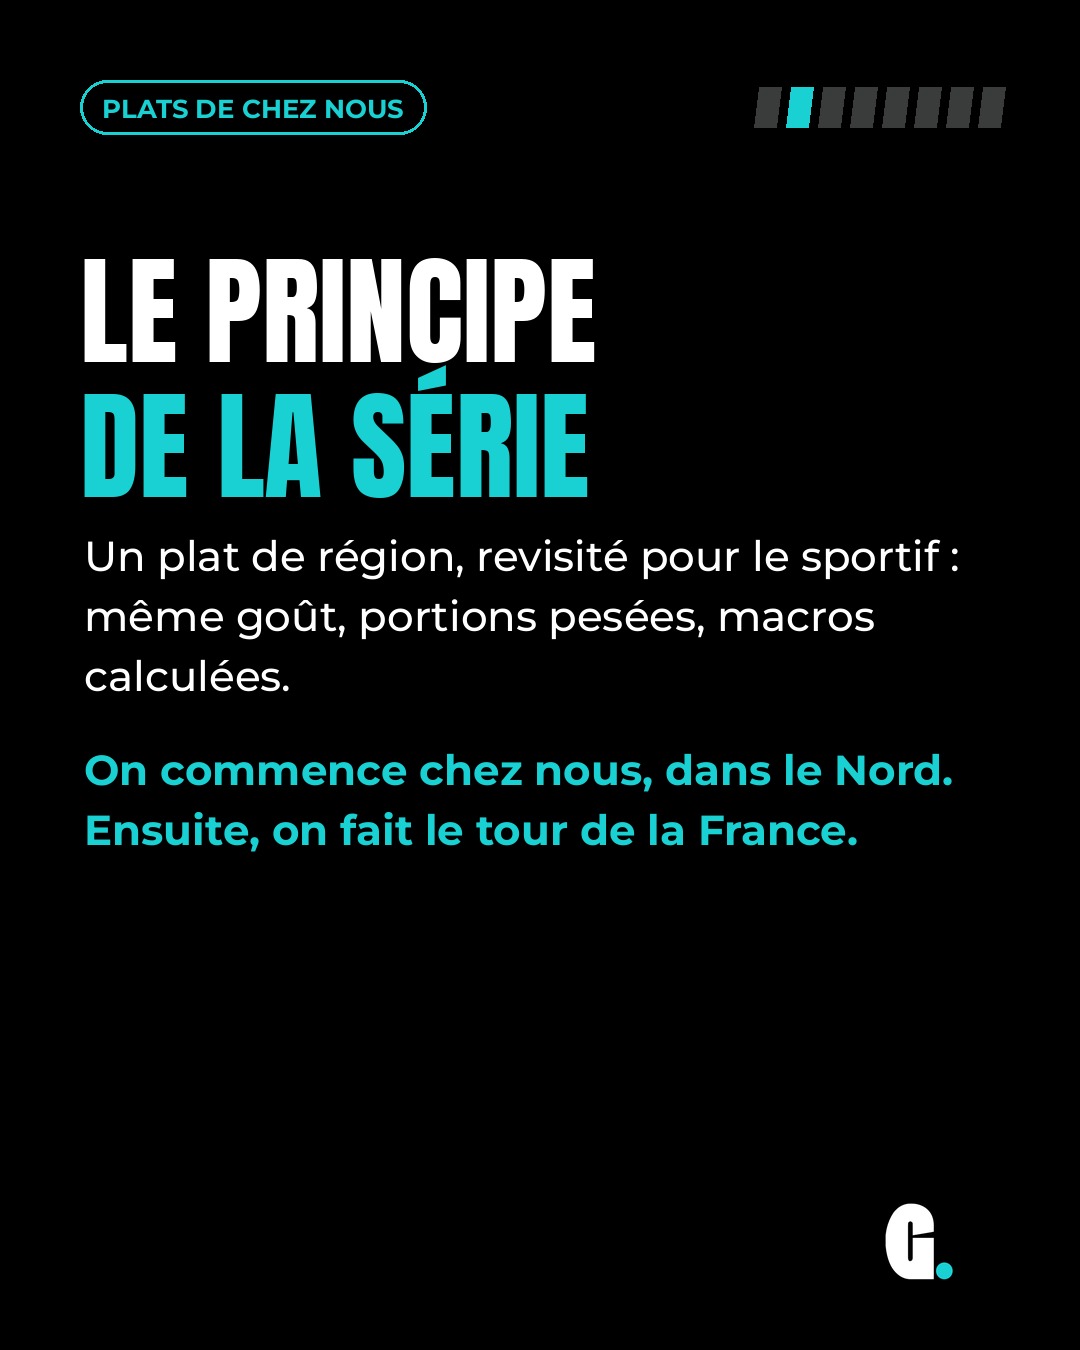 PLATS DE CHEZ NOUS
LE PRINCIPE
DE LA SÉRIE
Un plat de région, revisité pour le sportif :
même goût, portions pesées, macros
calculées.
On commence chez nous, dans le Nord.
Ensuite, on fait le tour de la France.
G.